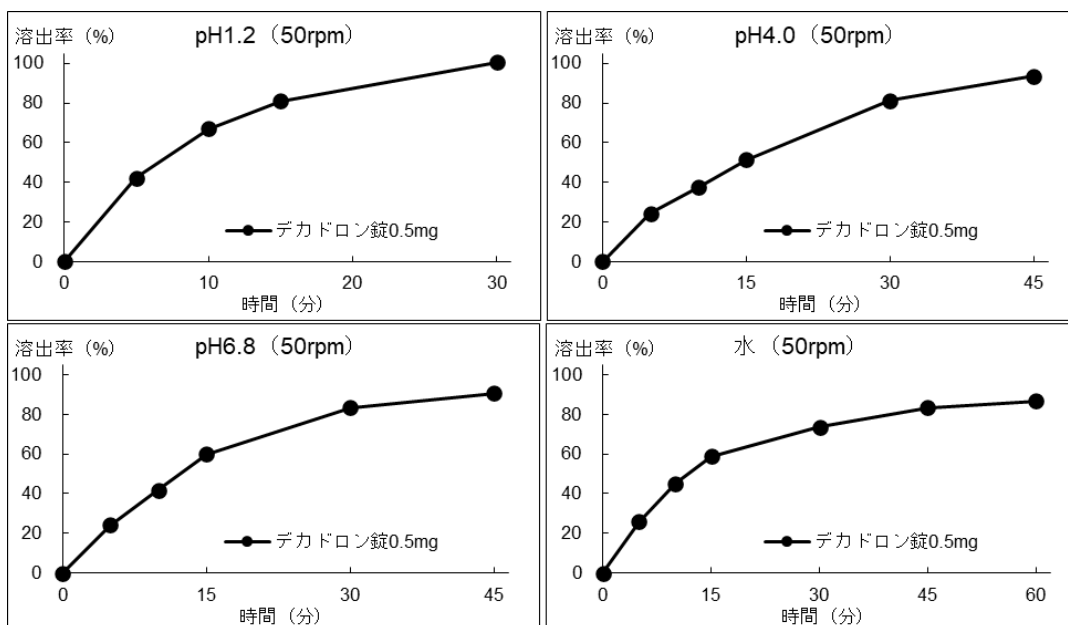 溶出率（%）
pH1.2（50rpm）
100
80
60
40
20
0
デカドロン錠0.5mg
0 10 20 30
時間（分）
溶出率（%）
pH4.0（50rpm）
100
80
60
40
20
0
デカドロン錠0.5mg
0 15 30 45
時間（分）
溶出率（%）
pH6.8（50rpm）
100
80
60
40
20
0
デカドロン錠0.5mg
0 15 30 45
時間（分）
溶出率（%）
水（50rpm）
100
80
60
40
20
0
デカドロン錠0.5mg
0 15 30 45 60
時間（分）